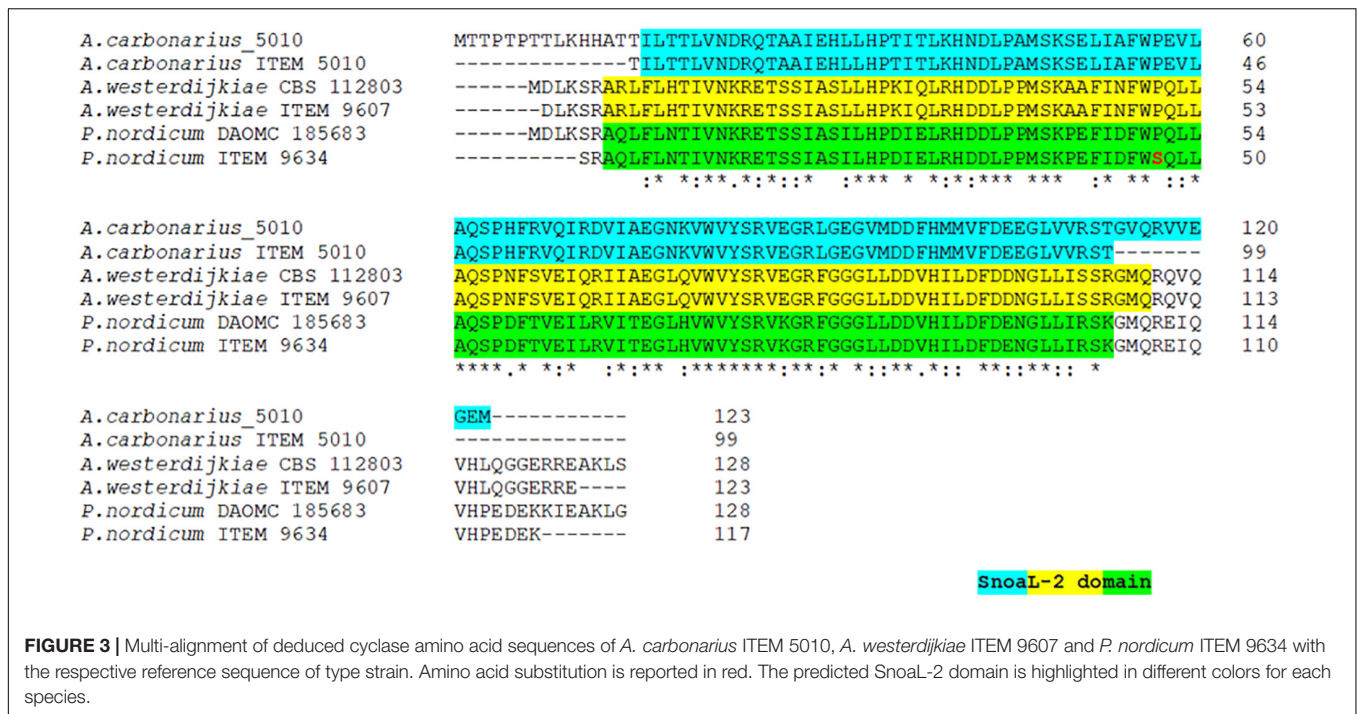 A.carbonarius_5010 MTTPTPTTLKHHATTILTTLVNDRQTAAIEHLLHPTITLKHNDLPAMSKSELIAFWPEVL 60
A.carbonarius ITEM 5010 --------------TILTTLVNDRQTAAIEHLLHPTITLKHNDLPAMSKSELIAFWPEVL 46
A.westerdijkiae CBS 112803 ------MDLKSRARLFLHTIVNKRETSSIASLLHPKIQLRHDDLPPMSKAAFINFWPQLL 54
A.westerdijkiae ITEM 9607 -------DLKSRARLFLHTIVNKRETSSIASLLHPKIQLRHDDLPPMSKAAFINFWPQLL 53
P.nordicum DAOMC 185683 ------MDLKSRAQLFLNTIVNKRETSSIASILHPDIELRHDDLPPMSKPEFIDFWPQLL 54
P.nordicum ITEM 9634 ----------SRAQLFLNTIVNKRETSSIASILHPDIELRHDDLPPMSKPEFIDFWSQLL 50
:* *:**.*:*::* :*** * *:*:*** *** :* ** ::*
A.carbonarius_5010 AQSPHFRVQIRDVIAEGNKVWVYSRVEGRLGEGVMDDFHMMVFDEEGLVVRSTGVQRVVE 120
A.carbonarius ITEM 5010 AQSPHFRVQIRDVIAEGNKVWVYSRVEGRLGEGVMDDFHMMVFDEEGLVVRST------- 99
A.westerdijkiae CBS 112803 AQSPNFSVEIQRIIAEGLQVWVYSRVEGRFGGGLLDDVHILDFDDNGLLISSRGMQRQVQ 114
A.westerdijkiae ITEM 9607 AQSPNFSVEIQRIIAEGLQVWVYSRVEGRFGGGLLDDVHILDFDDNGLLISSRGMQRQVQ 113
P.nordicum DAOMC 185683 AQSPDFTVEILRVITEGLHVWVYSRVKGRFGGGLLDDVHILDFDENGLLIRSKGMQREIQ 114
P.nordicum ITEM 9634 AQSPDFTVEILRVITEGLHVWVYSRVKGRFGGGLLDDVHILDFDENGLLIRSKGMQREIQ 110
****.* *:* :*:** :*******:**:* *::**.*:: **::**:: *
A.carbonarius_5010 GEM----------- 123
A.carbonarius ITEM 5010 -------------- 99
A.westerdijkiae CBS 112803 VHLQGGERREAKLS 128
A.westerdijkiae ITEM 9607 VHLQGGERRE---- 123
P.nordicum DAOMC 185683 VHPEDEKKIEAKLG 128
P.nordicum ITEM 9634 VHPEDEK------- 117
SnoaL-2 domain
FIGURE 3 | Multi-alignment of deduced cyclase amino acid sequences of A. carbonarius ITEM 5010, A. westerdijkiae ITEM 9607 and P. nordicum ITEM 9634 with
the respective reference sequence of type strain. Amino acid substitution is reported in red. The predicted SnoaL-2 domain is highlighted in different colors for each
species.